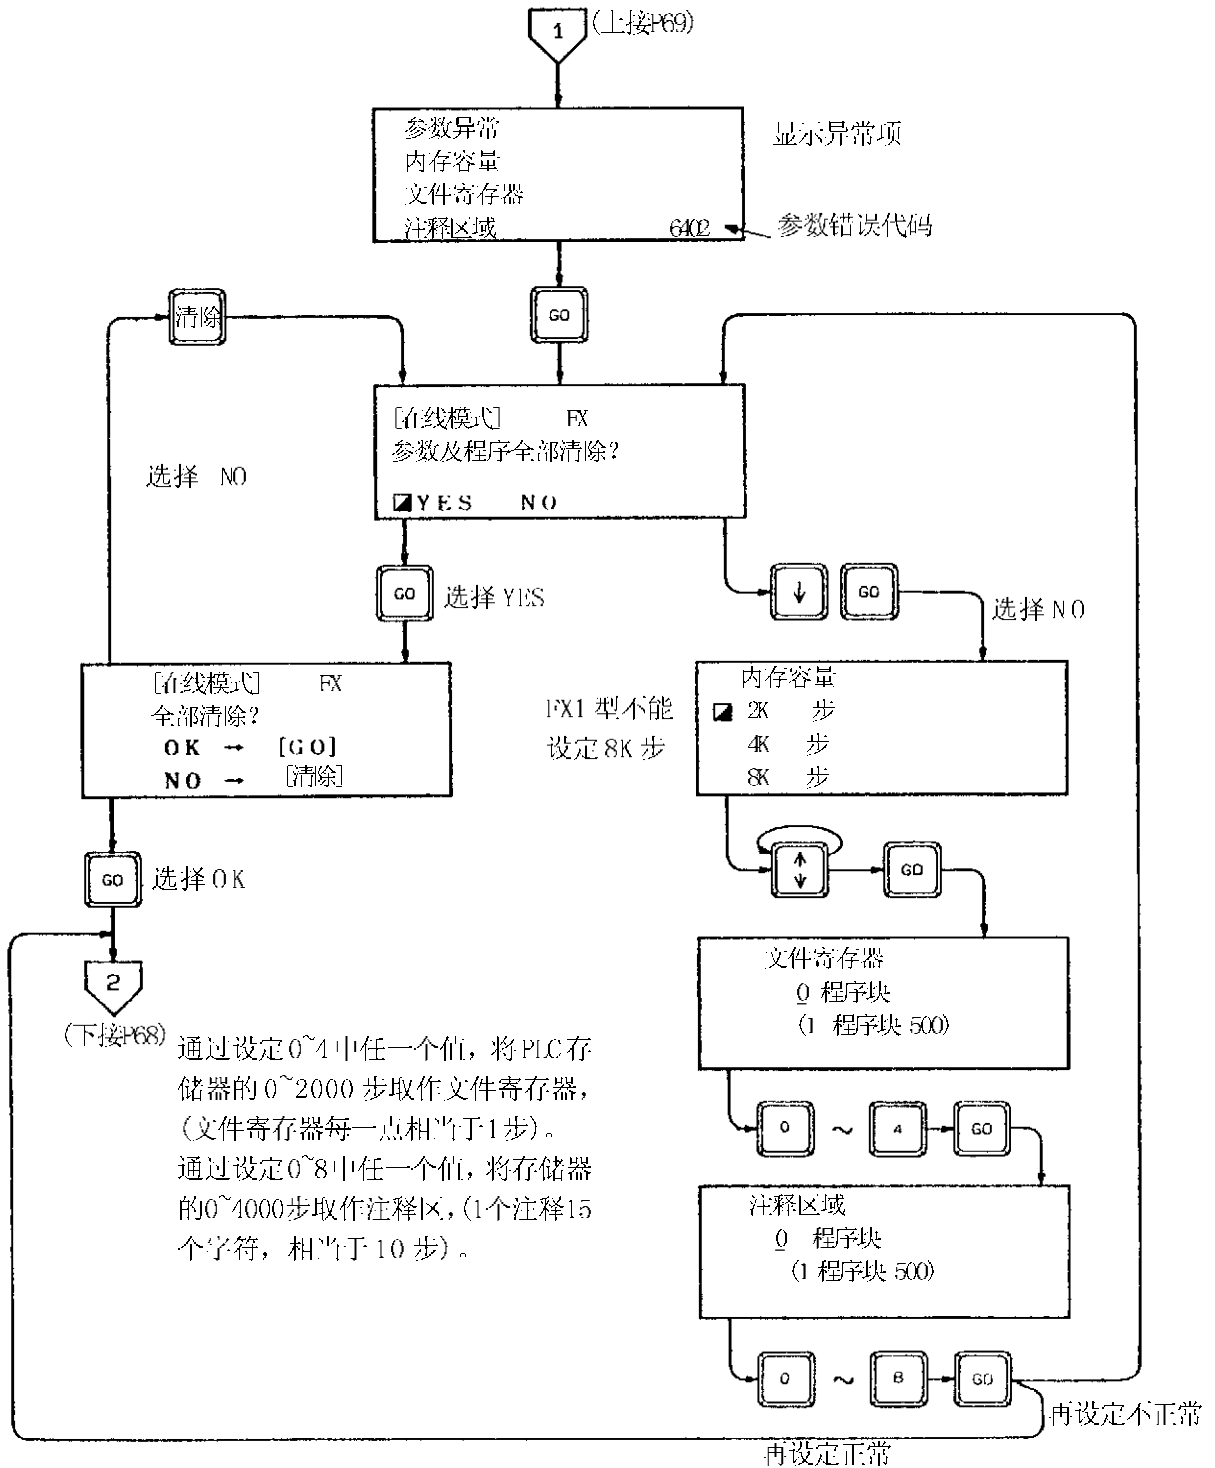 1
(上接P69)
参数异常
内存容量
文件寄存器
注释区域 6402
显示异常项
参数错误代码
GO
清除
[在线模式] FX
参数及程序全部清除?
YES NO
选择 NO
GO
选择 YES
↓ GO
选择 NO
[在线模式] FX
全部清除?
OK → [GO]
NO → [清除]
FX1 型不能
设定 8K 步
内存容量
2K 步
4K 步
8K 步
GO
选择 OK
↑↓ GO
文件寄存器
0 程序块
(1 程序块 500)
2
(下接P68)
通过设定0~4中任一个值，将PLC存
储器的 0~2000 步取作文件寄存器，
(文件寄存器每一点相当于1步)。
通过设定0~8中任一个值，将存储器
的0~4000步取作注释区，(1个注释15
个字符，相当于 10 步)。
0 ~ 4 GO
注释区域
0 程序块
(1 程序块 500)
0 ~ 8 GO
再设定不正常
再设定正常